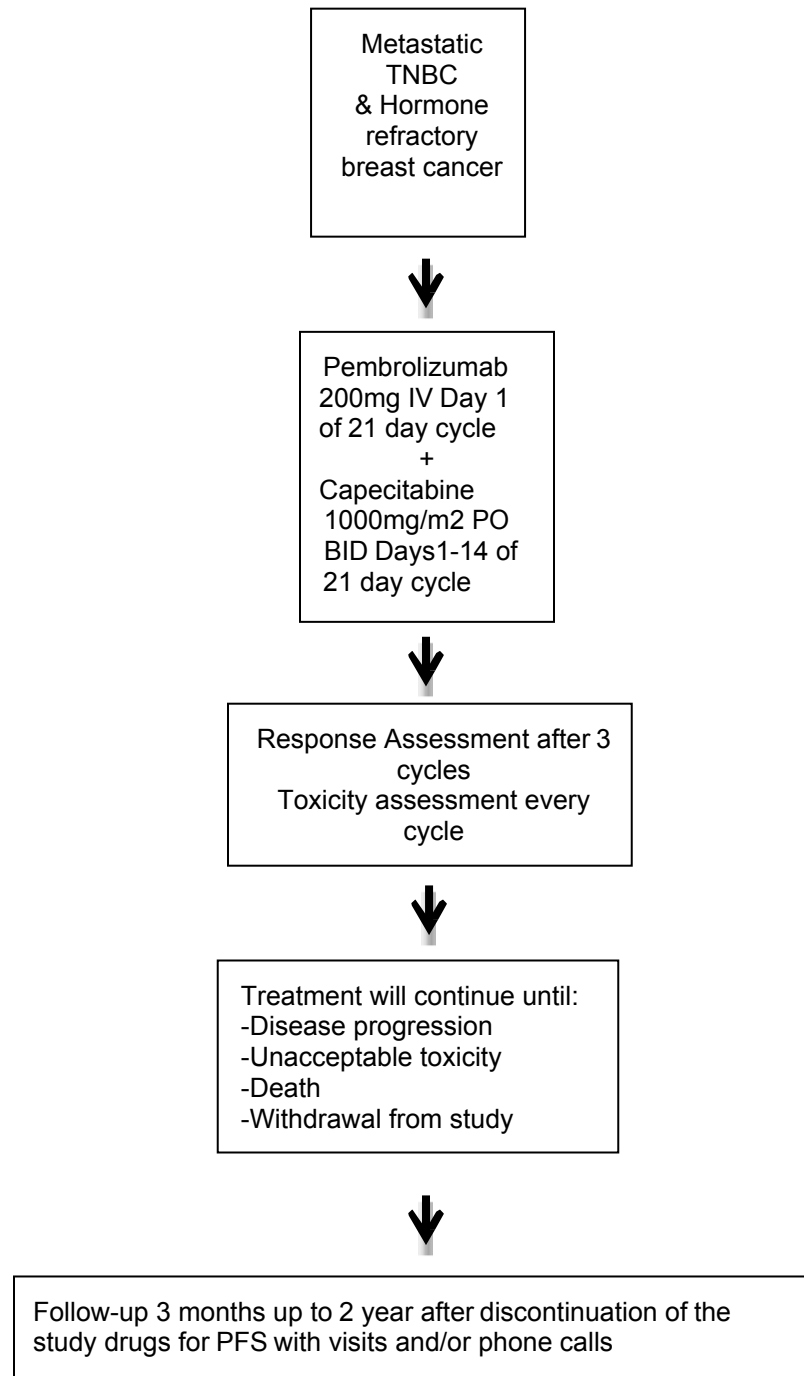 Metastatic
TNBC
& Hormone
refractory
breast cancer
Pembrolizumab
200mg IV Day 1
of 21 day cycle
+
Capecitabine
1000mg/m2 PO
BID Days1-14 of
21 day cycle
Response Assessment after 3
cycles
Toxicity assessment every
cycle
Treatment will continue until:
-Disease progression
-Unacceptable toxicity
-Death
-Withdrawal from study
Follow-up 3 months up to 2 year after discontinuation of the
study drugs for PFS with visits and/or phone calls